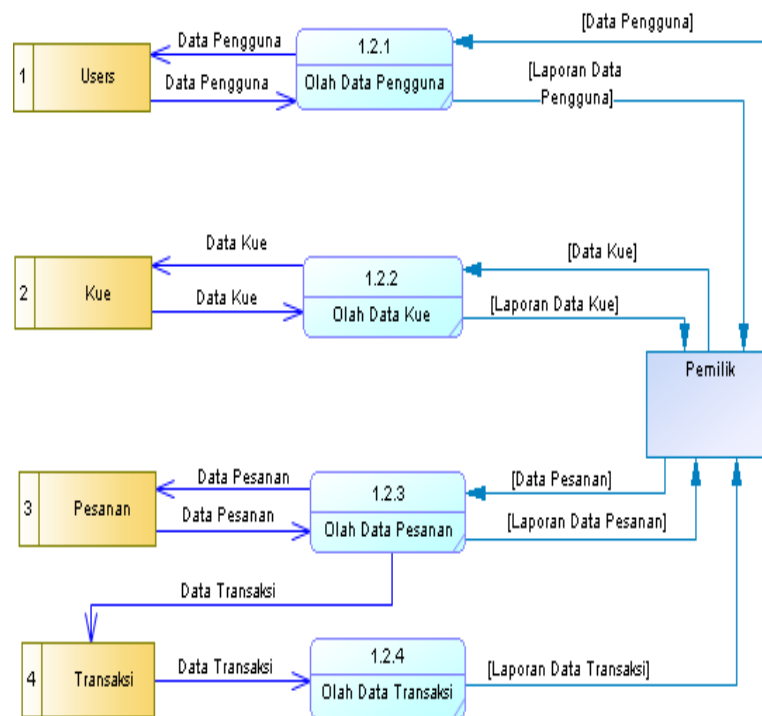 [Data Pengguna]
Data Pengguna
1.2.1
1
Users
Data Pengguna
Olah Data Pengguna
[Laporan Data
Pengguna]
Data Kue
[Data Kue]
1.2.2
2
Kue
Data Kue
Olah Data Kue
[Laporan Data Kue]
Pemilik
Data Pesanan
[Data Pesanan]
1.2.3
3
Pesanan
Data Pesanan
Olah Data Pesanan
[Laporan Data Pesanan]
Data Transaksi
1.2.4
4
Transaksi
Data Transaksi
Olah Data Transaksi
[Laporan Data Transaksi]